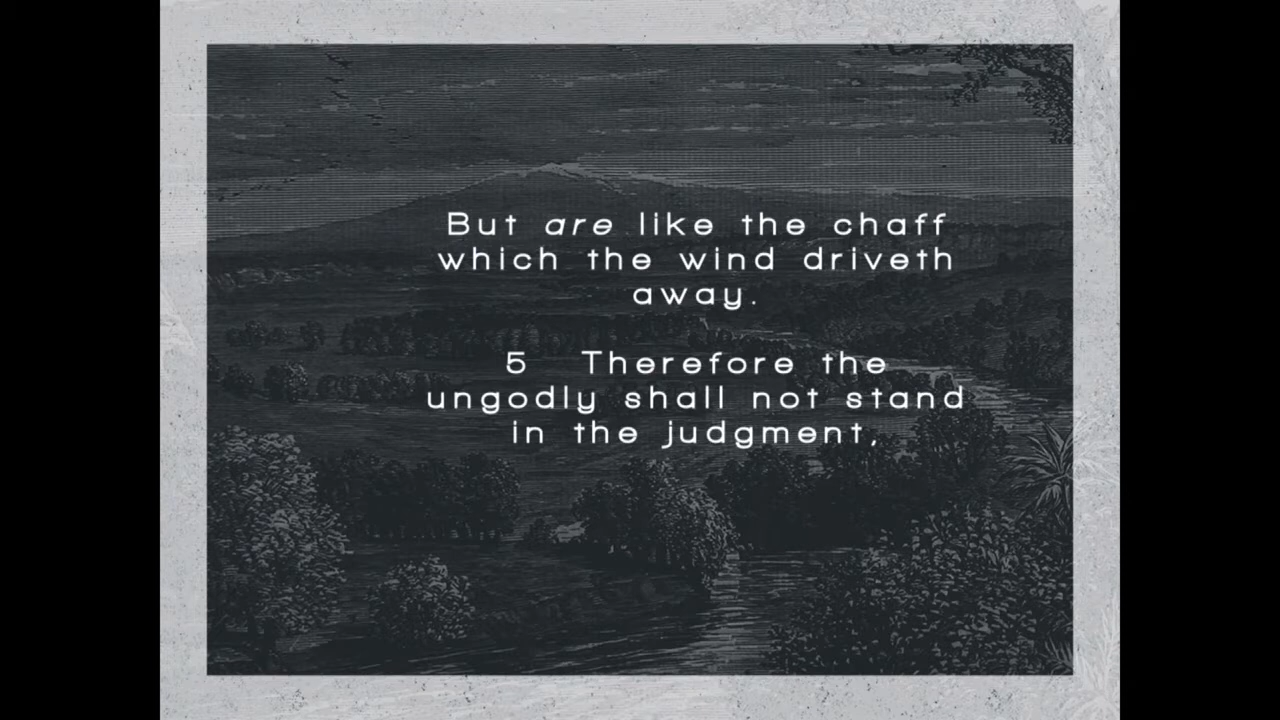 But are like the chaff
which the wind driveth
away.
5 Therefore the
ungodly shall not stand
in the judgment,